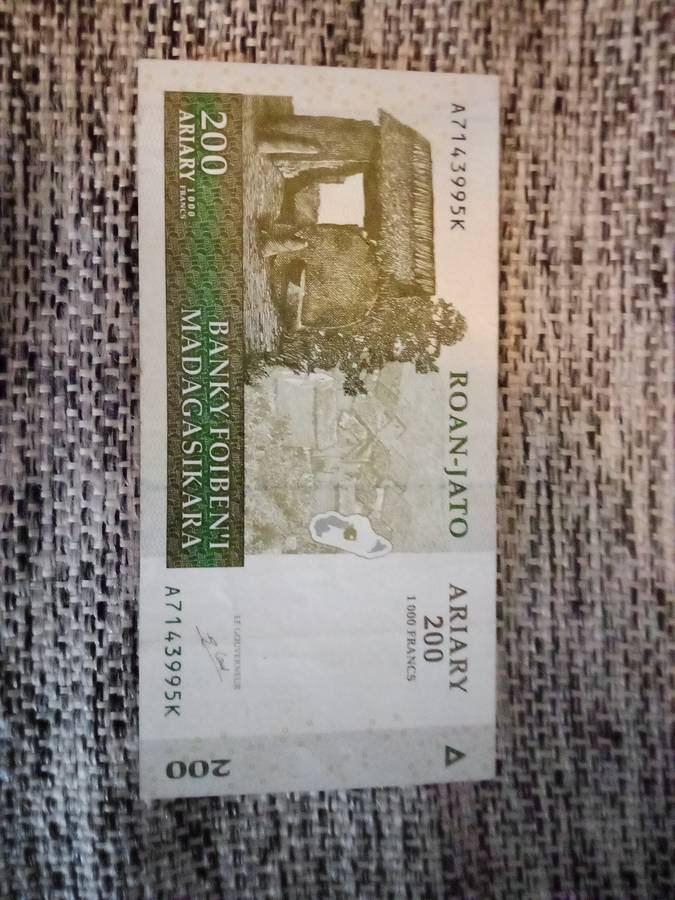 A7143995K
ROAN-JATO
ARIARY
200
1 000 FRANCS
200
ARIARY 1 000
FRANCS
BANKY FOIBEN'I
MADAGASIKARA
LE GOUVERNEUR
A7143995K
200